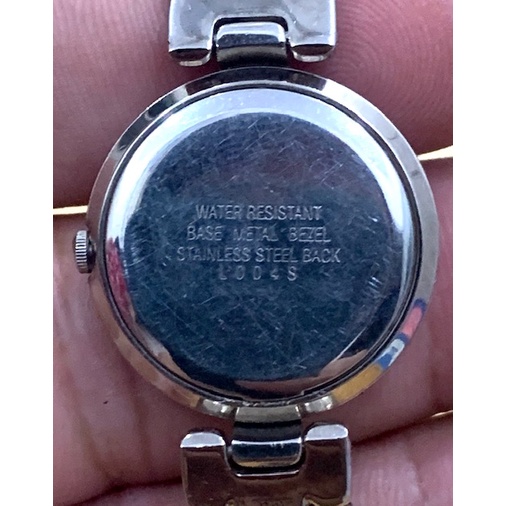 WATER RESISTANT
BASE METAL BEZEL
STAINLESS STEEL BACK
L004S